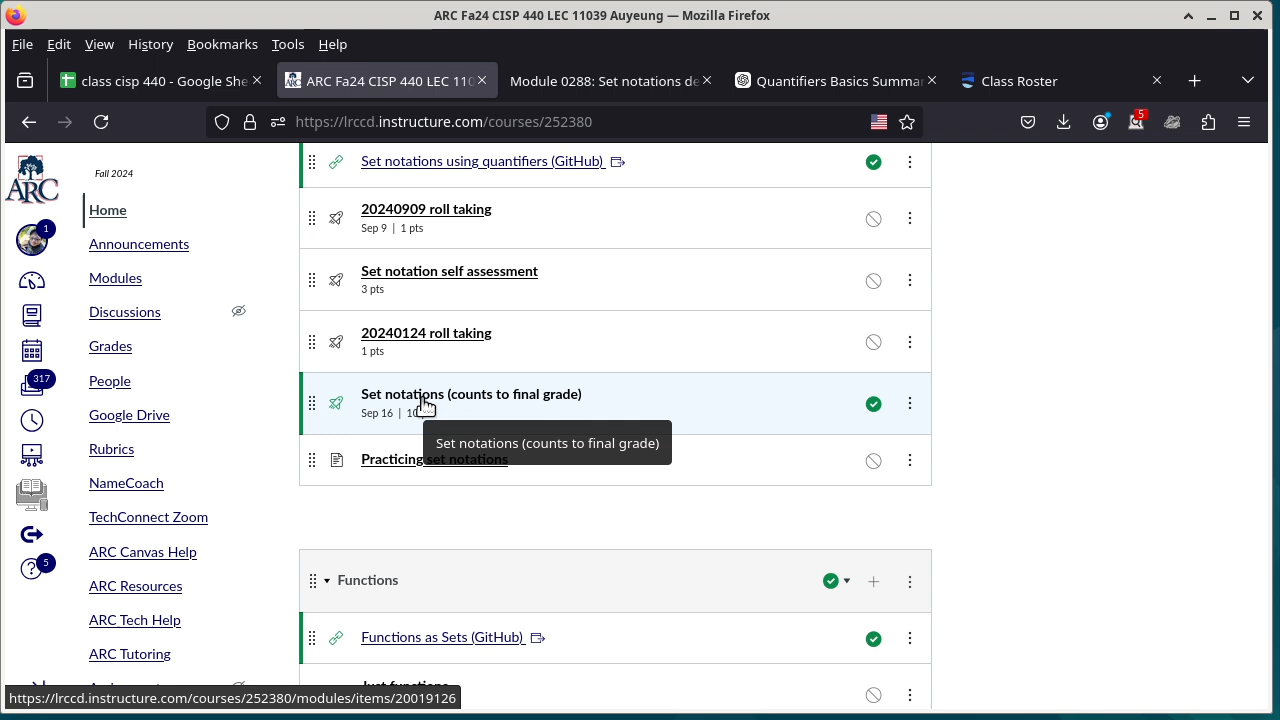 ARC Fa24 CISP 440 LEC 11039 Auyeung — Mozilla Firefox
File Edit View History Bookmarks Tools Help
class cisp 440 - Google She
ARC Fa24 CISP 440 LEC 110
Module 0288: Set notations de
Quantifiers Basics Summar
Class Roster
https://lrccd.instructure.com/courses/252380
5
ARC
Fall 2024
1
317
5
Home
Announcements
Modules
Discussions
Grades
People
Google Drive
Rubrics
NameCoach
TechConnect Zoom
ARC Canvas Help
ARC Resources
ARC Tech Help
ARC Tutoring
Set notations using quantifiers (GitHub)
20240909 roll taking
Sep 9 | 1 pts
Set notation self assessment
3 pts
20240124 roll taking
1 pts
Set notations (counts to final grade)
Sep 16 | 10
Set notations (counts to final grade)
Practicing set notations
Functions
Functions as Sets (GitHub)
Just functions
https://lrccd.instructure.com/courses/252380/modules/items/20019126